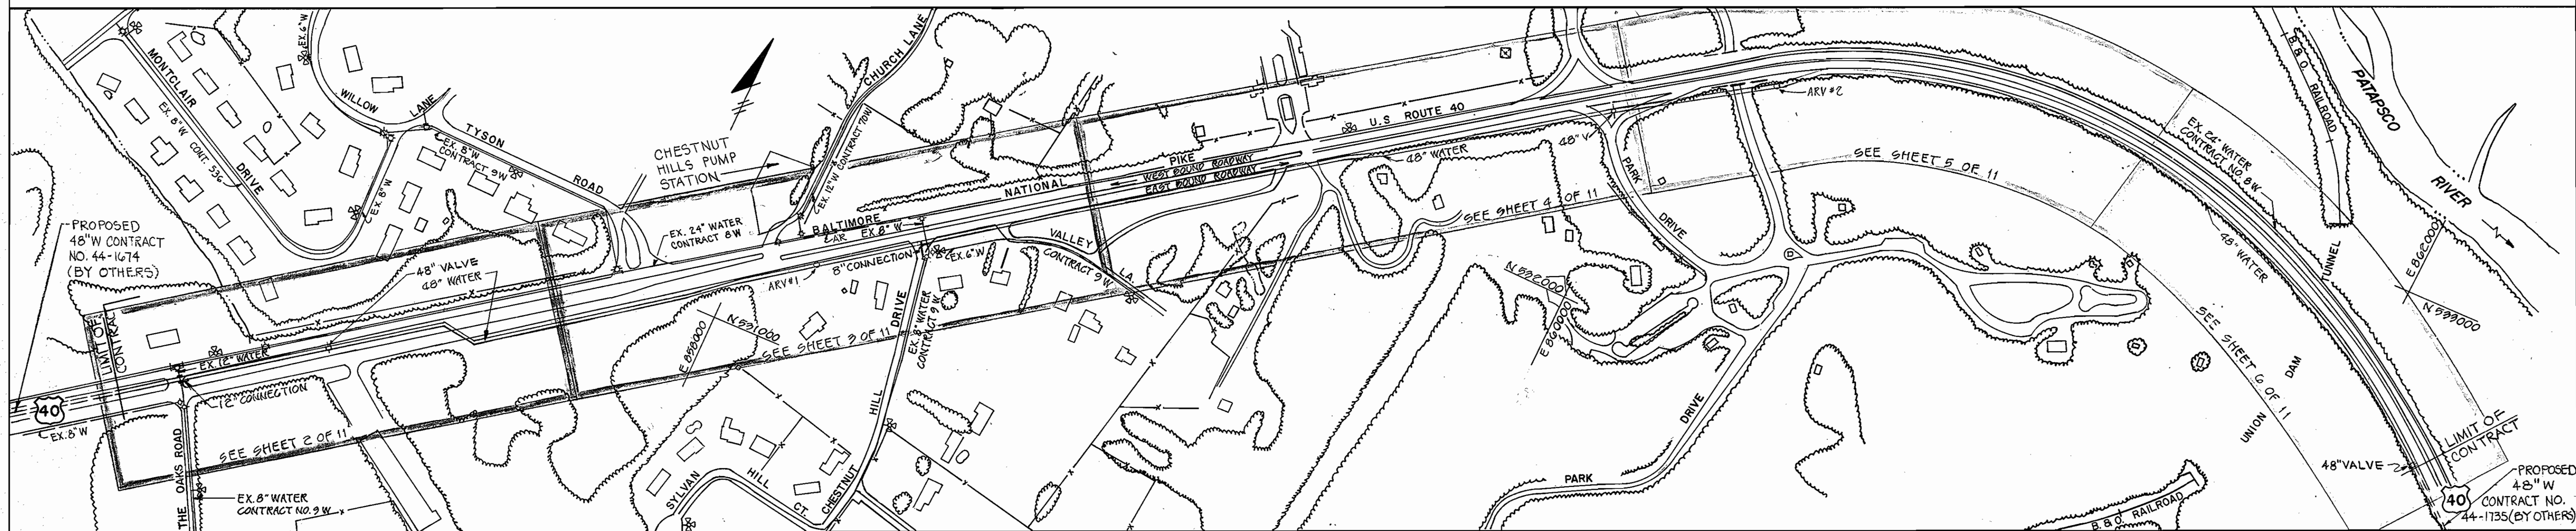 MONTCLAIR
DRIVE
EX. 8" W
CONT. 536
EX. 6" W
WILLOW
LANE
TYSON
ROAD
EX. 8" W
CONTRACT 9W
EX. 8" W
CHURCH LANE
CHESTNUT
HILLS PUMP
STATION
EX. 12" W CONTRACT 70W
EX. 24" WATER
CONTRACT 8W
BALTIMORE
NATIONAL
PIKE
WEST BOUND ROADWAY
EAST BOUND ROADWAY
U.S ROUTE 40
EX. 8" W
ARV #2
48" V
48" WATER
PARK
DRIVE
SEE SHEET 5 OF 11
SEE SHEET 4 OF 11
EX. 24" WATER
CONTRACT NO. 8W
B.&O. RAILROAD
PATAPSCO
RIVER
PROPOSED
48" W CONTRACT
NO. 44-1674
(BY OTHERS)
48" VALVE
48" WATER
LIMIT OF
CONTRACT
EX. 12" WATER
12" CONNECTION
40
EX. 8" W
THE OAKS ROAD
SEE SHEET 2 OF 11
EX. 8" WATER
CONTRACT NO. 9W
ARV #1
8" CONNECTION
EX. 6" W
VALLEY
LA
CONTRACT 9W
DRIVE
EX. 8" WATER
CONTRACT 9W
E 858000
N 531000
SEE SHEET 3 OF 11
HILL
CHESTNUT
SYLVAN
HILL
CT.
N 532000
E 860000
DRIVE
PARK
48" WATER
TUNNEL
E 862000
N 533000
SEE SHEET 6 OF 11
UNION
DAM
B.&O. RAILROAD
48" VALVE
LIMIT OF
CONTRACT
40
PROPOSED
48" W
CONTRACT NO.
44-1735 (BY OTHERS)